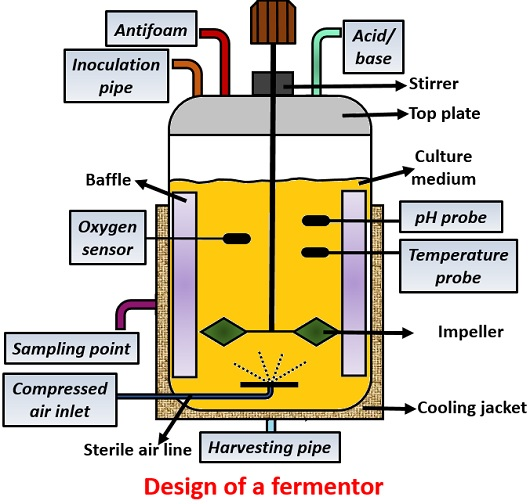 Antifoam
Acid/
base
Inoculation
pipe
Stirrer
Top plate
Culture
medium
Baffle
pH probe
Oxygen
sensor
Temperature
probe
Impeller
Sampling point
Compressed
air inlet
Cooling jacket
Sterile air line
Harvesting pipe
Design of a fermentor